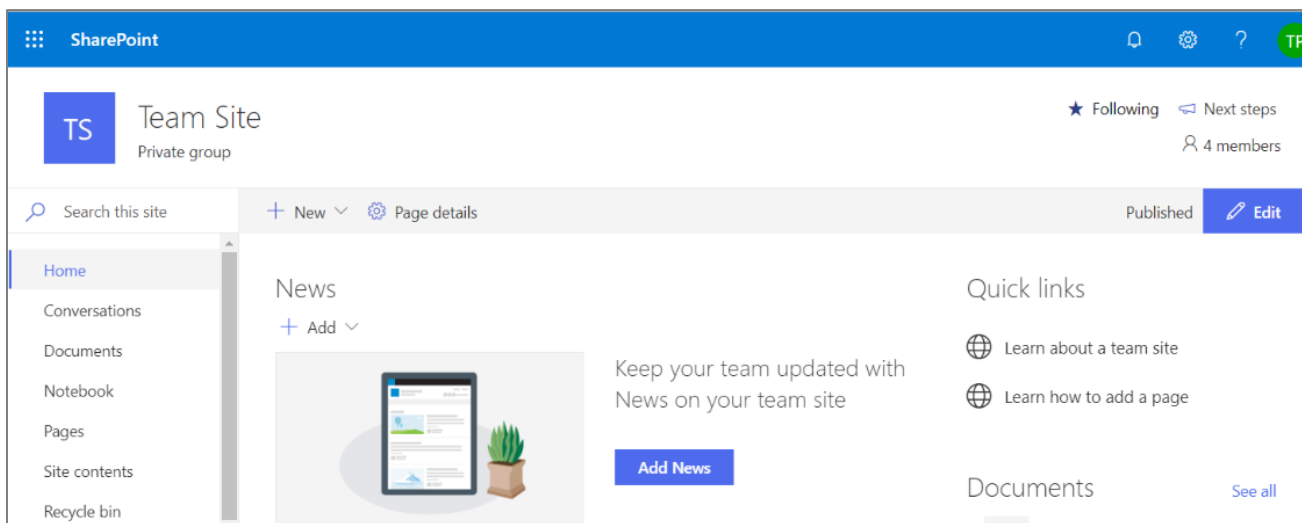 SharePoint
?
TP
TS
Team Site
Private group
Following
Next steps
4 members
Search this site
New
Page details
Published
Edit
Home
Conversations
Documents
Notebook
Pages
Site contents
Recycle bin
News
Add
Keep your team updated with
News on your team site
Add News
Quick links
Learn about a team site
Learn how to add a page
Documents
See all